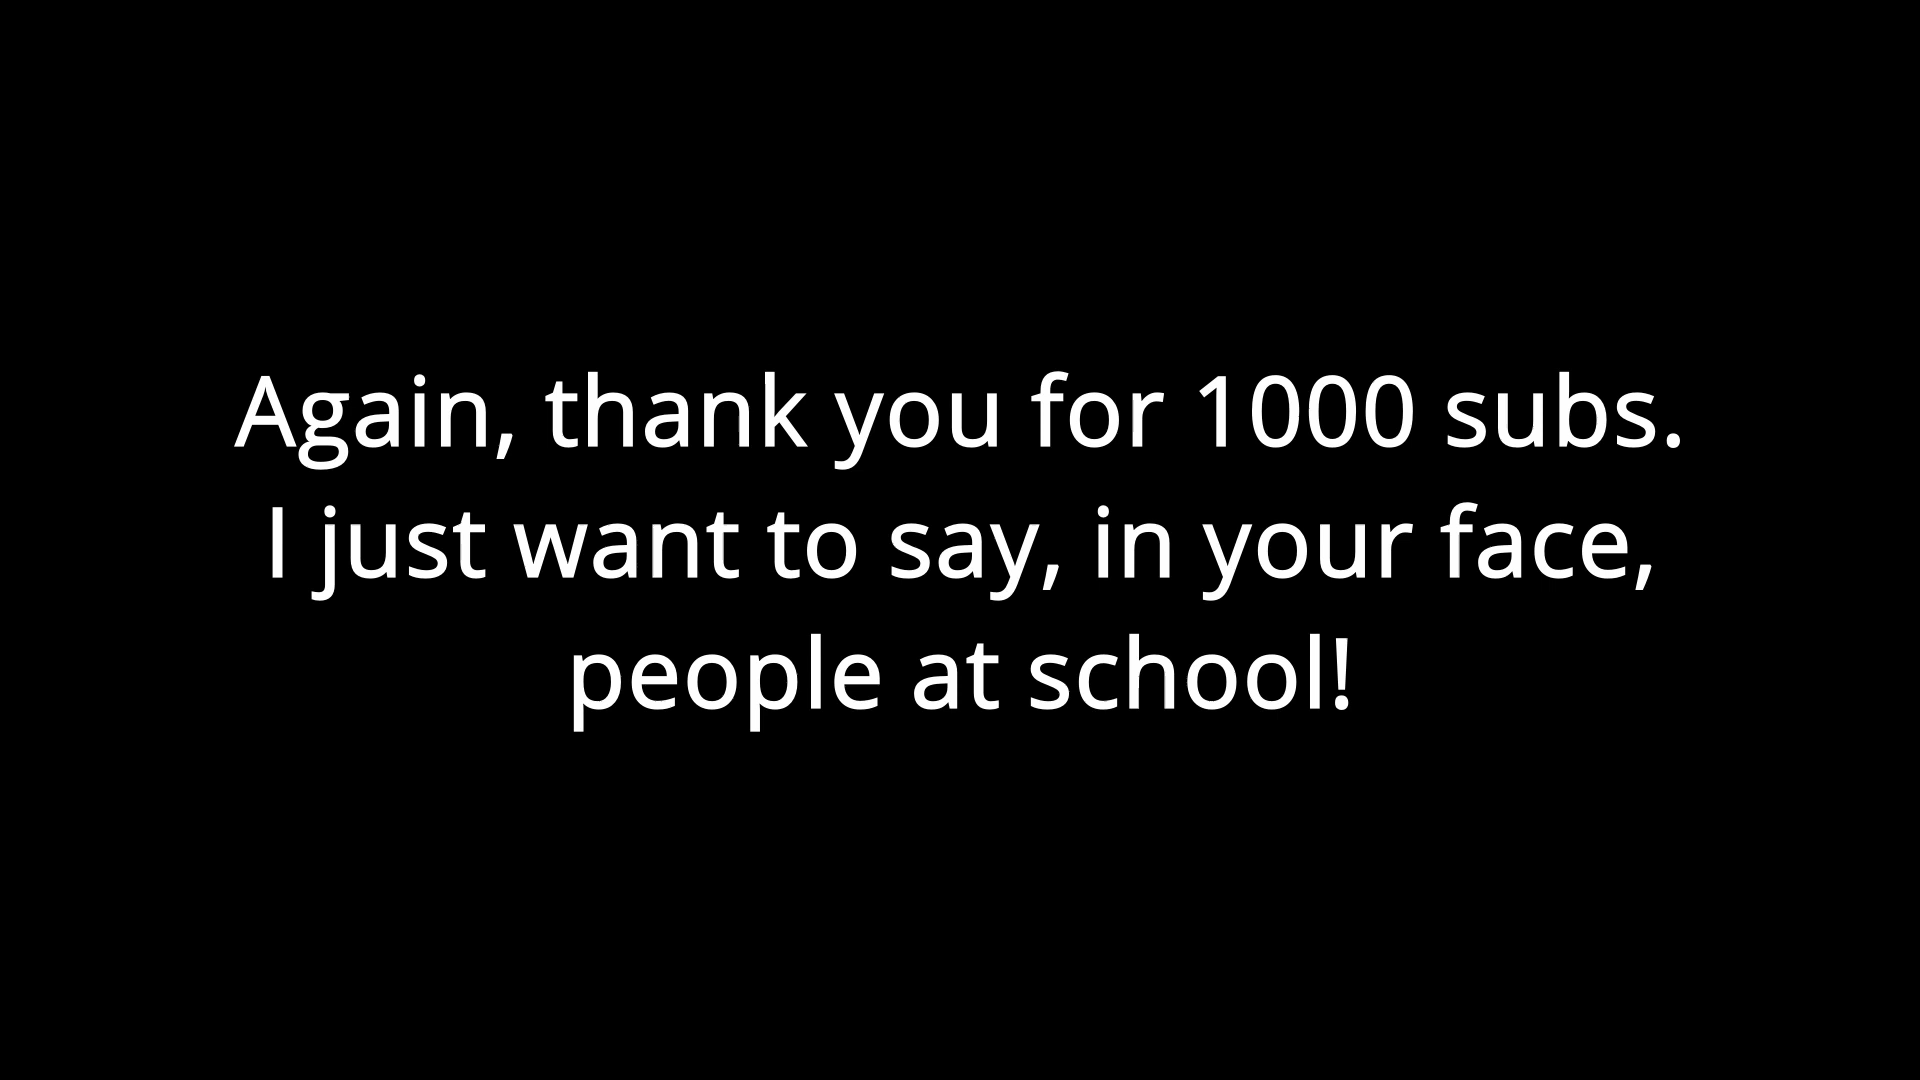 Again, thank you for 1000 subs.
I just want to say, in your face,
people at school!